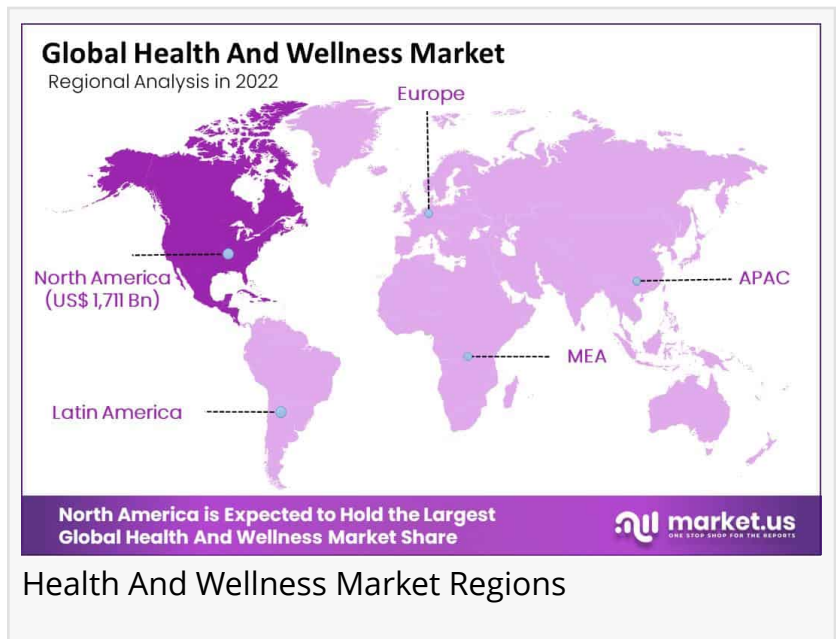 Global Health And Wellness Market
Regional Analysis in 2022
Europe
North America
(US$ 1,711 Bn)
APAC
MEA
Latin America
North America is Expected to Hold the Largest
Global Health And Wellness Market Share
market.us
ONE STOP SHOP FOR THE REPORTS
Health And Wellness Market Regions